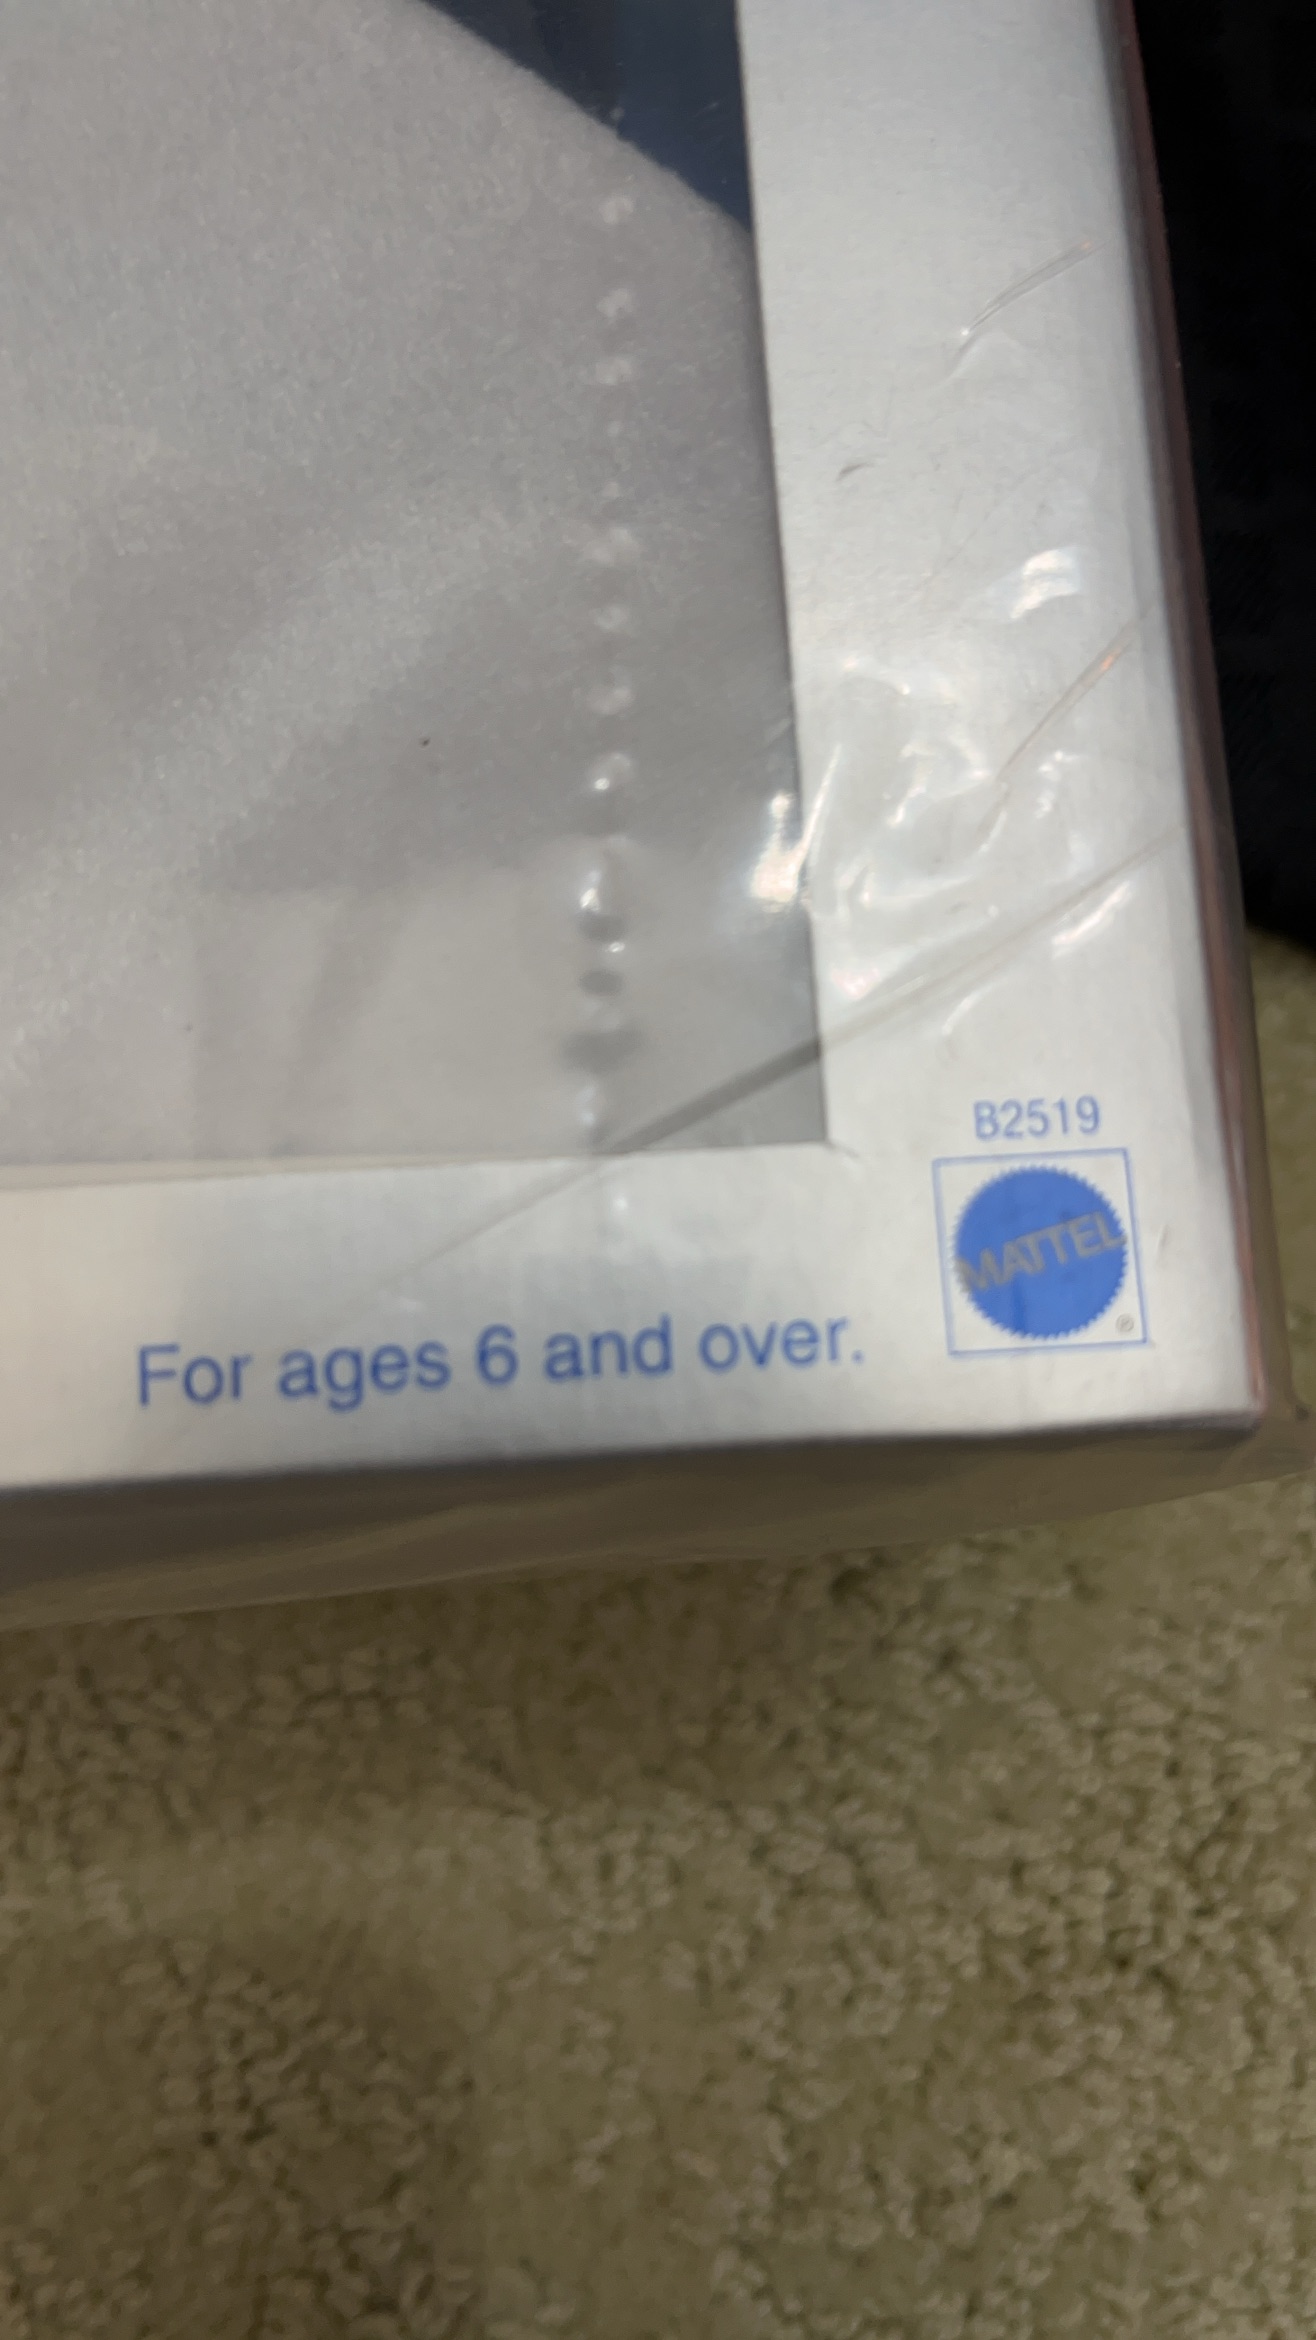 B2519
MATTEL
®
For ages 6 and over.